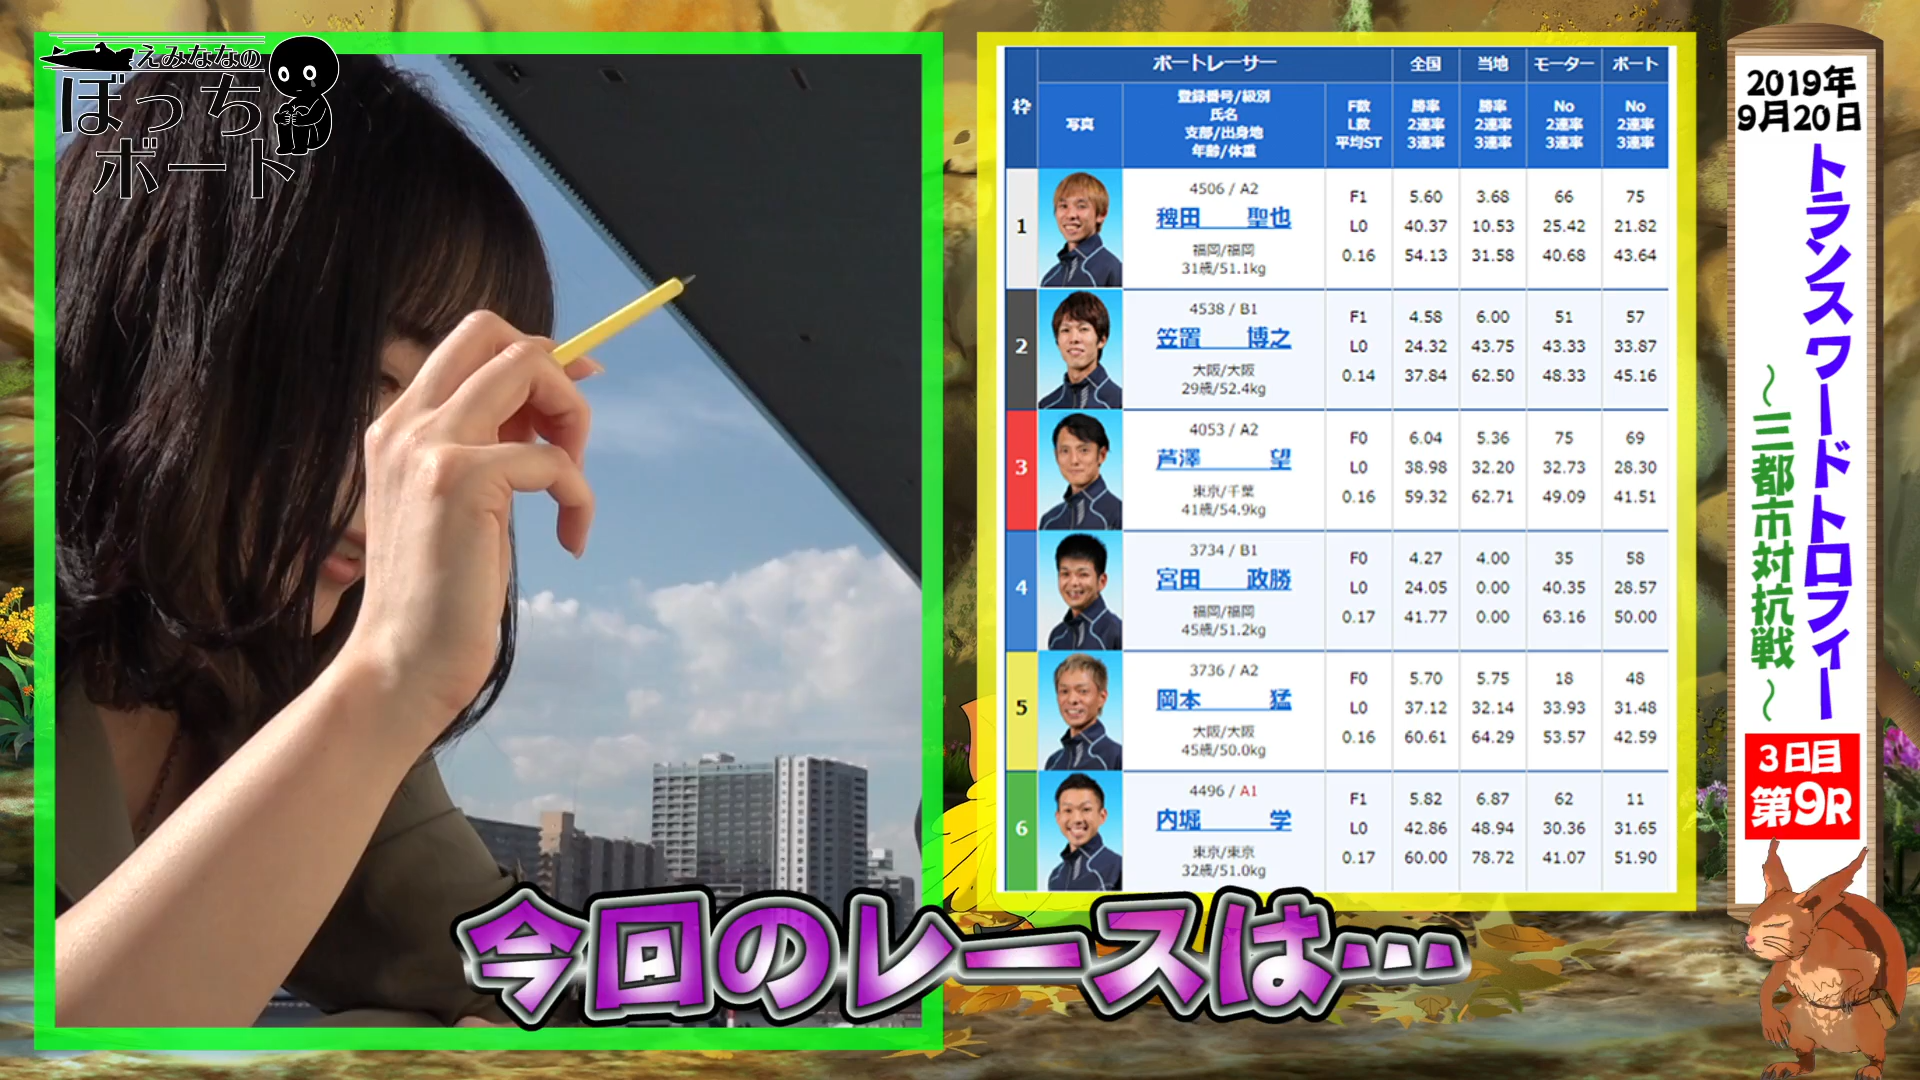 えみななの
ぼっち
ボート
枠 ボートレーサー 全国 当地 モーター ボート
写真 登録番号/級別 氏名 支部/出身地 年齢/体重 F数 L数 平均ST 勝率 2連率 3連率 勝率 2連率 3連率 No 2連率 3連率 No 2連率 3連率
1 4506 / A2 F1 5.60 3.68 66 75
稗田 聖也 L0 40.37 10.53 25.42 21.82
福岡/福岡
31歳/51.1kg 0.16 54.13 31.58 40.68 43.64
2 4538 / B1 F1 4.58 6.00 51 57
笠置 博之 L0 24.32 43.75 43.33 33.87
大阪/大阪
29歳/52.4kg 0.14 37.84 62.50 48.33 45.16
3 4053 / A2 F0 6.04 5.36 75 69
芦澤 望 L0 38.98 32.20 32.73 28.30
東京/千葉
41歳/54.9kg 0.16 59.32 62.71 49.09 41.51
4 3734 / B1 F0 4.27 4.00 35 58
宮田 政勝 L0 24.05 0.00 40.35 28.57
福岡/福岡
45歳/51.2kg 0.17 41.77 0.00 63.16 50.00
5 3736 / A2 F0 5.70 5.75 18 48
岡本 猛 L0 37.12 32.14 33.93 31.48
大阪/大阪
45歳/50.0kg 0.16 60.61 64.29 53.57 42.59
6 4496 / A1 F1 5.82 6.87 62 11
内堀 学 L0 42.86 48.94 30.36 31.65
東京/東京
32歳/51.0kg 0.17 60.00 78.72 41.07 51.90
2019年
9月20日
トランスワードトロフィー
～三都市対抗戦～
3日目
第9R
今回のレースは…